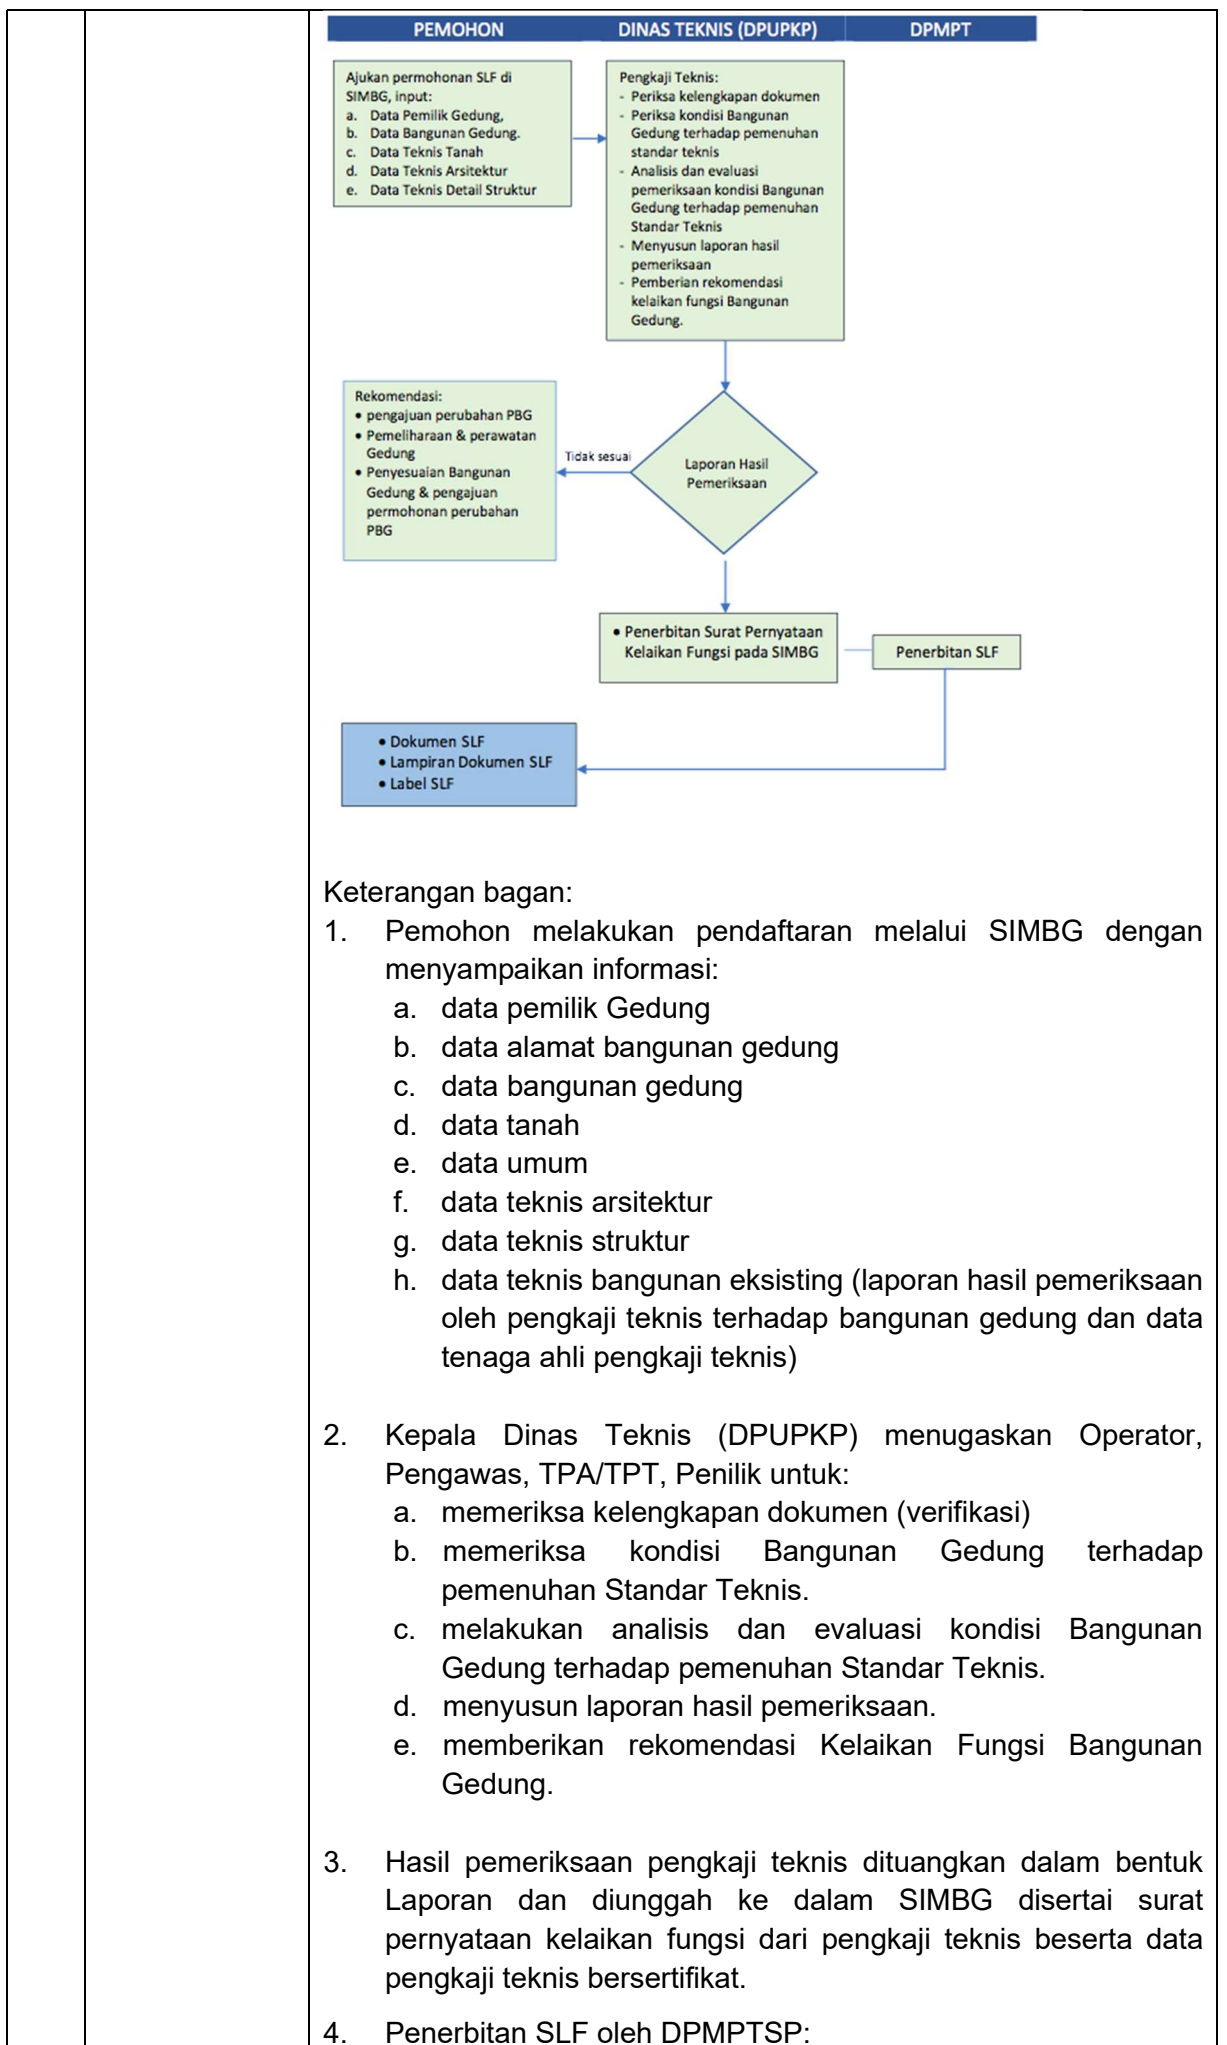 PEMOHON
DINAS TEKNIS (DPUPKP)
DPMPT
Ajukan permohonan SLF di
SIMBG, input:
a. Data Pemilik Gedung,
b. Data Bangunan Gedung.
c. Data Teknis Tanah
d. Data Teknis Arsitektur
e. Data Teknis Detail Struktur
Pengkaji Teknis:
- Periksa kelengkapan dokumen
- Periksa kondisi Bangunan
Gedung terhadap pemenuhan
standar teknis
- Analisis dan evaluasi
pemeriksaan kondisi Bangunan
Gedung terhadap pemenuhan
Standar Teknis
- Menyusun laporan hasil
pemeriksaan
- Pemberian rekomendasi
kelaikan fungsi Bangunan
Gedung.
Rekomendasi:
• pengajuan perubahan PBG
• Pemeliharaan & perawatan
Gedung
• Penyesuaian Bangunan
Gedung & pengajuan
permohonan perubahan
PBG
Tidak sesuai
Laporan Hasil
Pemeriksaan
• Penerbitan Surat Pernyataan
Kelaikan Fungsi pada SIMBG
Penerbitan SLF
• Dokumen SLF
• Lampiran Dokumen SLF
• Label SLF
Keterangan bagan:
1. Pemohon melakukan pendaftaran melalui SIMBG dengan
menyampaikan informasi:
a. data pemilik Gedung
b. data alamat bangunan gedung
c. data bangunan gedung
d. data tanah
e. data umum
f. data teknis arsitektur
g. data teknis struktur
h. data teknis bangunan eksisting (laporan hasil pemeriksaan
oleh pengkaji teknis terhadap bangunan gedung dan data
tenaga ahli pengkaji teknis)
2. Kepala Dinas Teknis (DPUPKP) menugaskan Operator,
Pengawas, TPA/TPT, Penilik untuk:
a. memeriksa kelengkapan dokumen (verifikasi)
b. memeriksa kondisi Bangunan Gedung terhadap
pemenuhan Standar Teknis.
c. melakukan analisis dan evaluasi kondisi Bangunan
Gedung terhadap pemenuhan Standar Teknis.
d. menyusun laporan hasil pemeriksaan.
e. memberikan rekomendasi Kelaikan Fungsi Bangunan
Gedung.
3. Hasil pemeriksaan pengkaji teknis dituangkan dalam bentuk
Laporan dan diunggah ke dalam SIMBG disertai surat
pernyataan kelaikan fungsi dari pengkaji teknis beserta data
pengkaji teknis bersertifikat.
4. Penerbitan SLF oleh DPMPTSP: